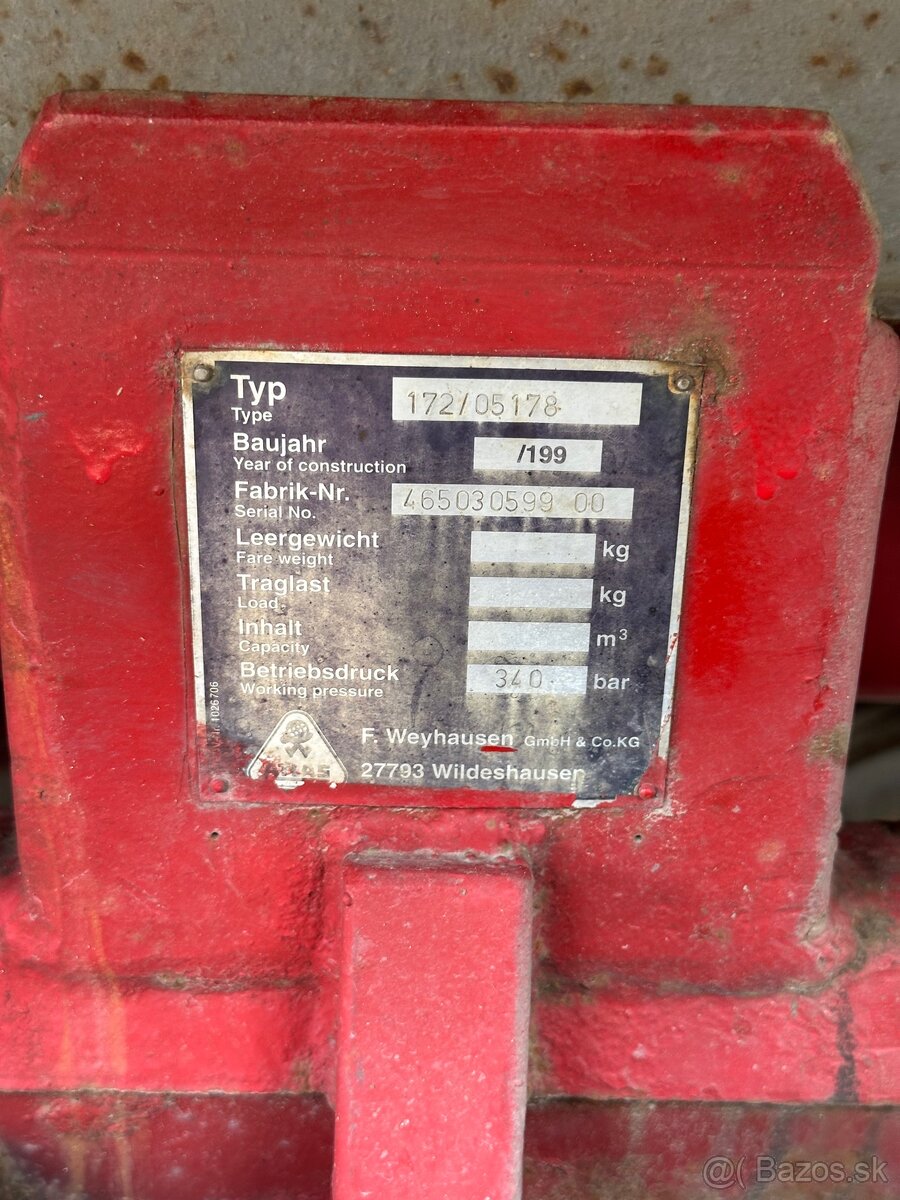 Typ 172/05178
Type
Baujahr /199
Year of construction
Fabrik-Nr. 465030599 00
Serial No.
Leergewicht kg
Fare weight
Traglast kg
Load
Inhalt m³
Capacity
Betriebsdruck 340 bar
Working pressure
1026706
F. Weyhausen GmbH & Co.KG
ATLAS 27793 Wildeshausen
@( Bazos.sk